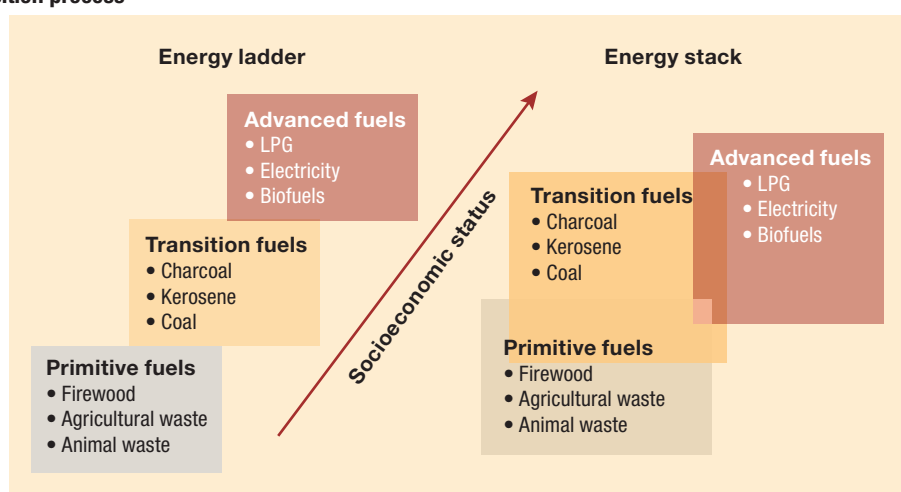 Energy ladder
Advanced fuels
• LPG
• Electricity
• Biofuels
Transition fuels
• Charcoal
• Kerosene
• Coal
Primitive fuels
• Firewood
• Agricultural waste
• Animal waste
Socioeconomic status
Energy stack
Advanced fuels
• LPG
• Electricity
• Biofuels
Transition fuels
• Charcoal
• Kerosene
• Coal
Primitive fuels
• Firewood
• Agricultural waste
• Animal waste